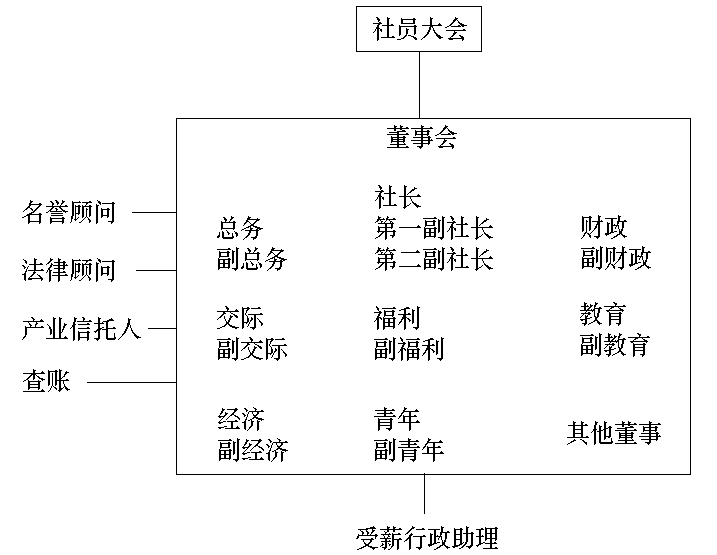 社员大会
董事会
社长
第一副社长
第二副社长
总务
副总务
财政
副财政
交际
副交际
福利
副福利
教育
副教育
经济
副经济
青年
副青年
其他董事
名誉顾问
法律顾问
产业信托人
查账
受薪行政助理